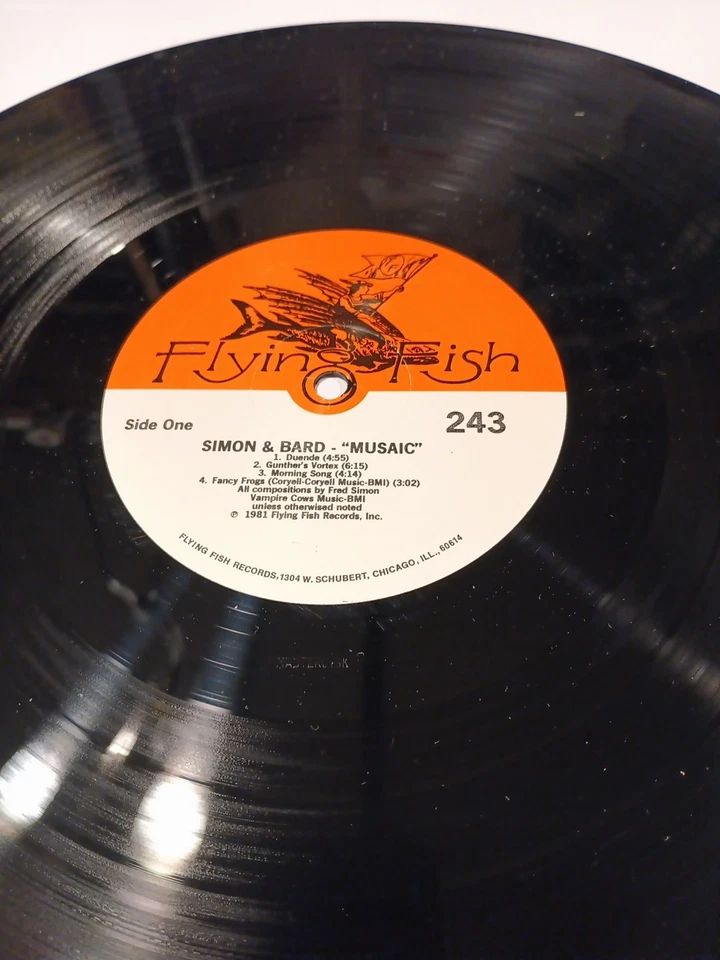 Flying Fish
Side One
243
SIMON & BARD - “MUSAIC”
1. Duende (4:55)
2. Gunther's Vortex (6:15)
3. Morning Song (4:14)
4. Fancy Frogs (Coryell-Coryell Music-BMI) (3:02)
All compositions by Fred Simon
Vampire Cows Music-BMI
unless otherwised noted
℗ 1981 Flying Fish Records, Inc.
FLYING FISH RECORDS, 1304 W. SCHUBERT, CHICAGO, ILL., 60614
MASTERDISK